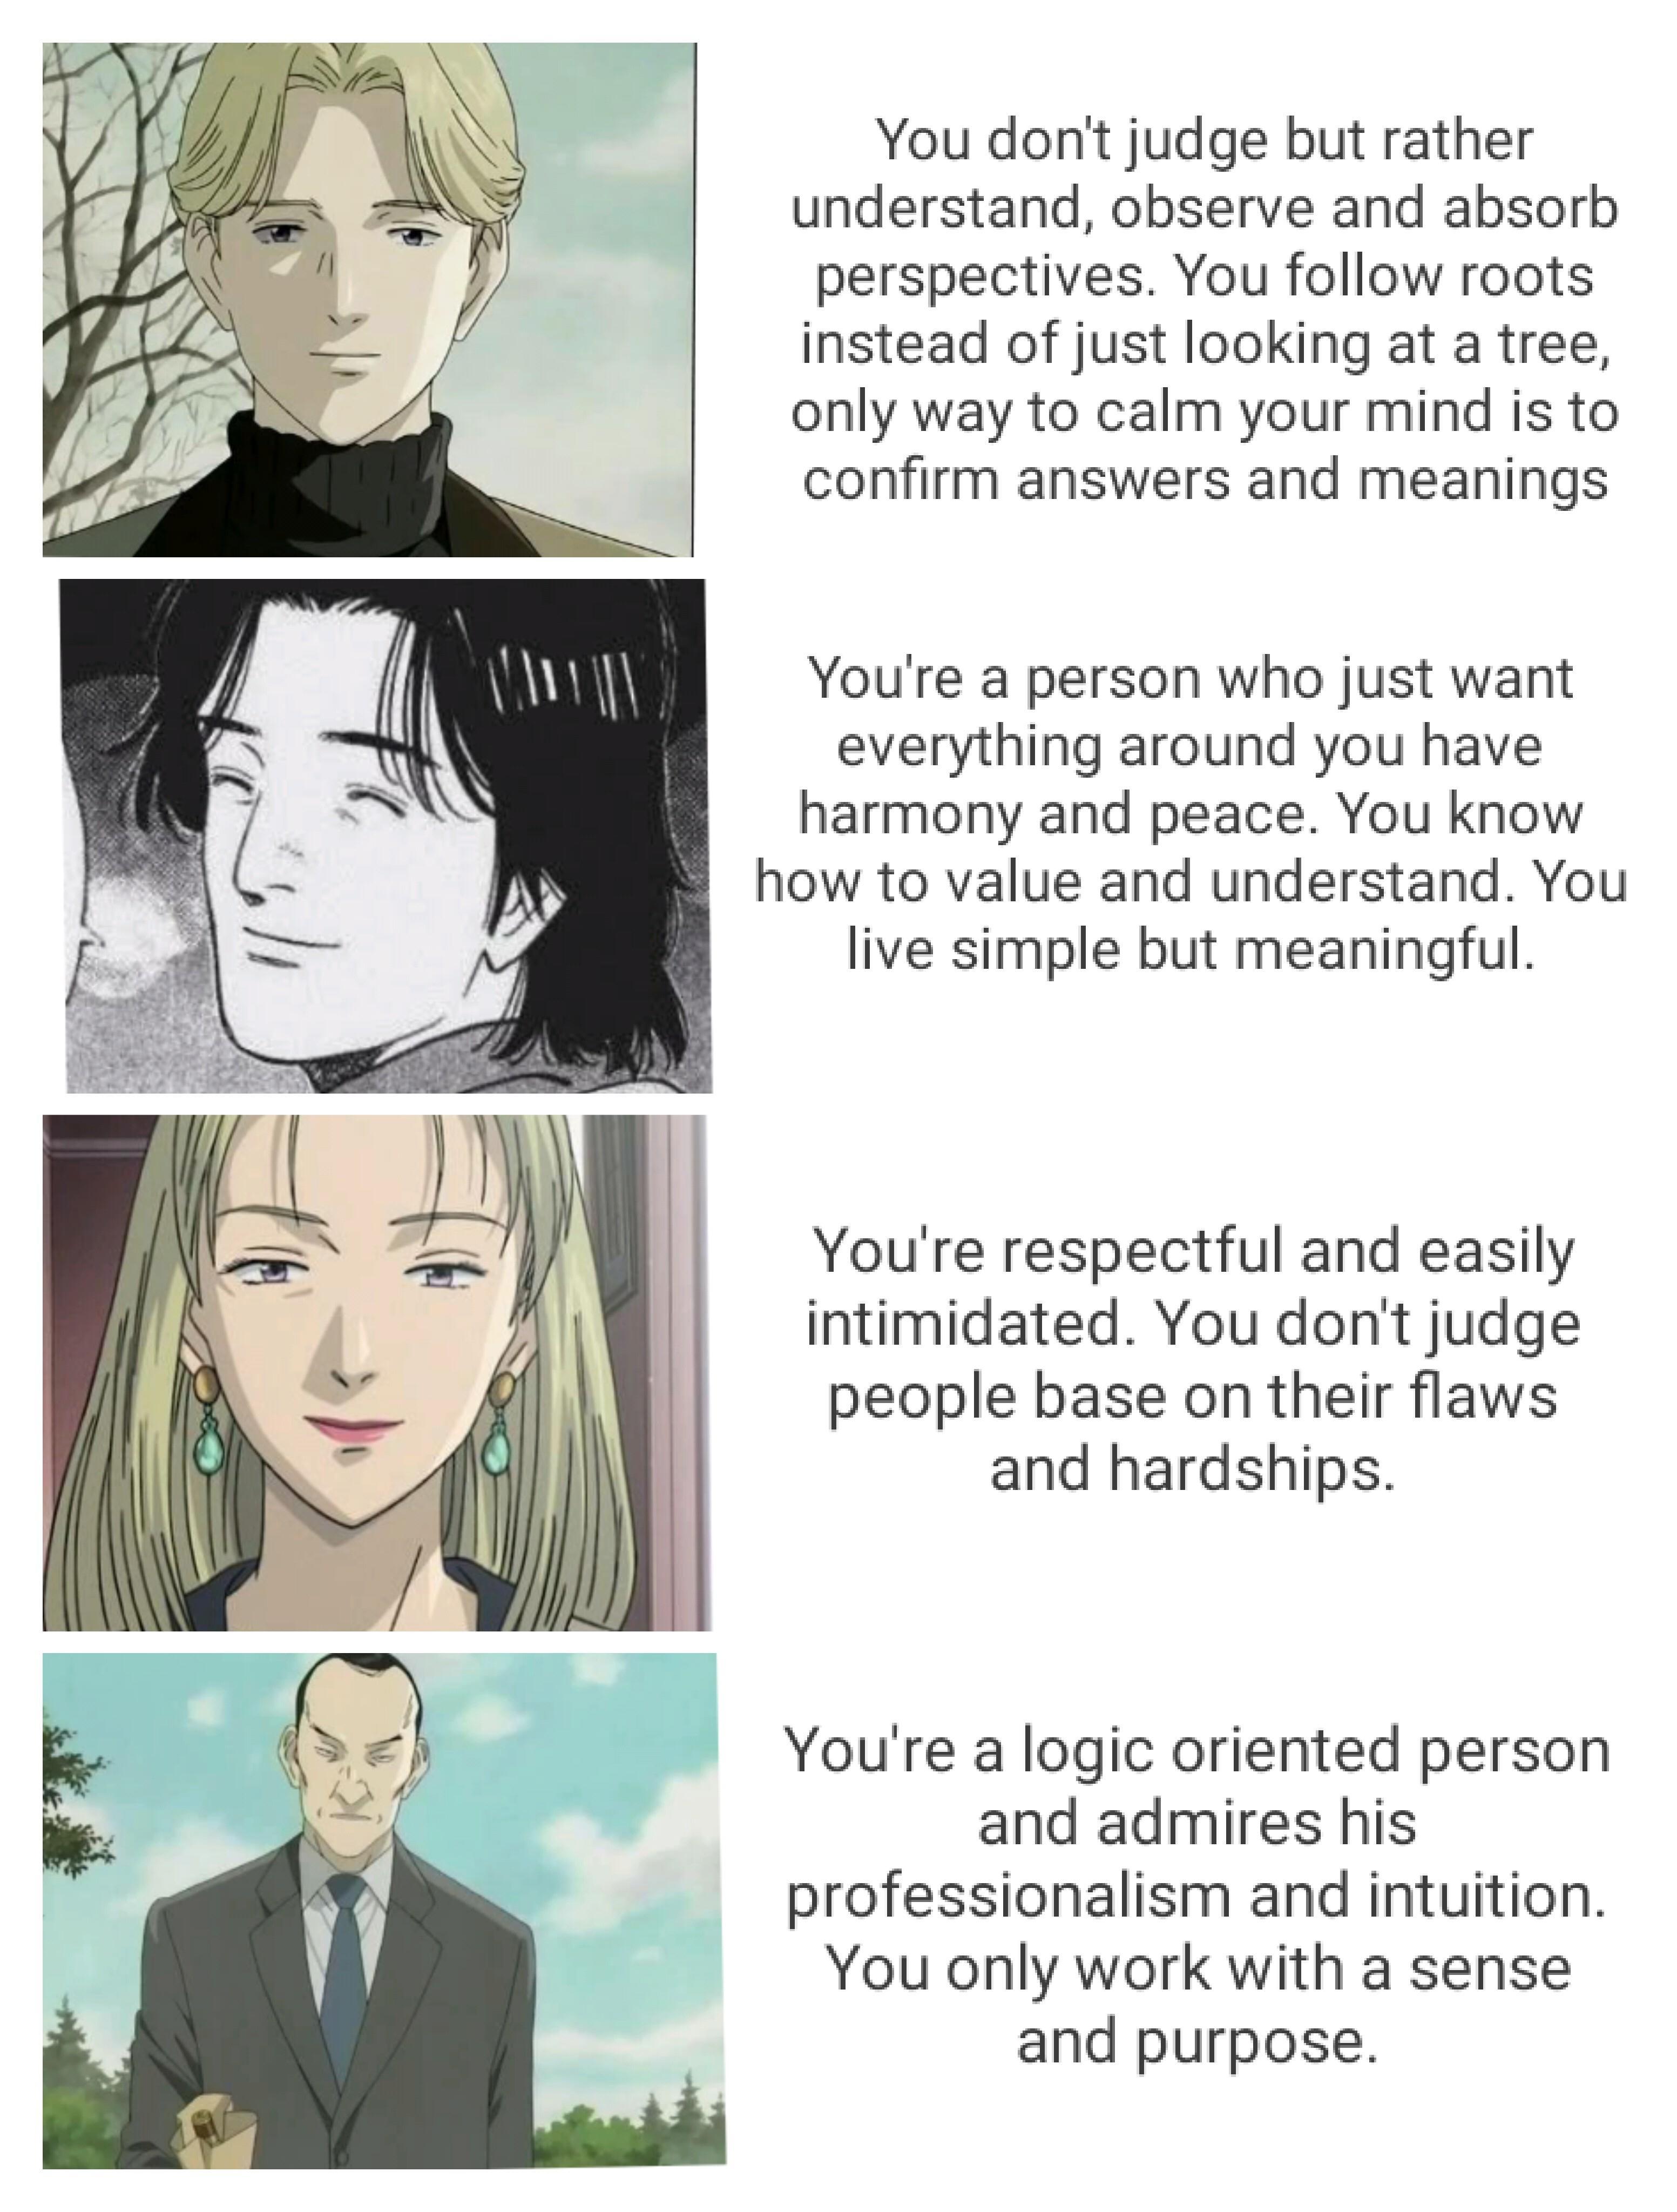 You don't judge but rather
understand, observe and absorb
perspectives. You follow roots
instead of just looking at a tree,
only way to calm your mind is to
confirm answers and meanings
You're a person who just want
everything around you have
harmony and peace. You know
how to value and understand. You
live simple but meaningful.
You're respectful and easily
intimidated. You don't judge
people base on their flaws
and hardships.
You're a logic oriented person
and admires his
professionalism and intuition.
You only work with a sense
and purpose.